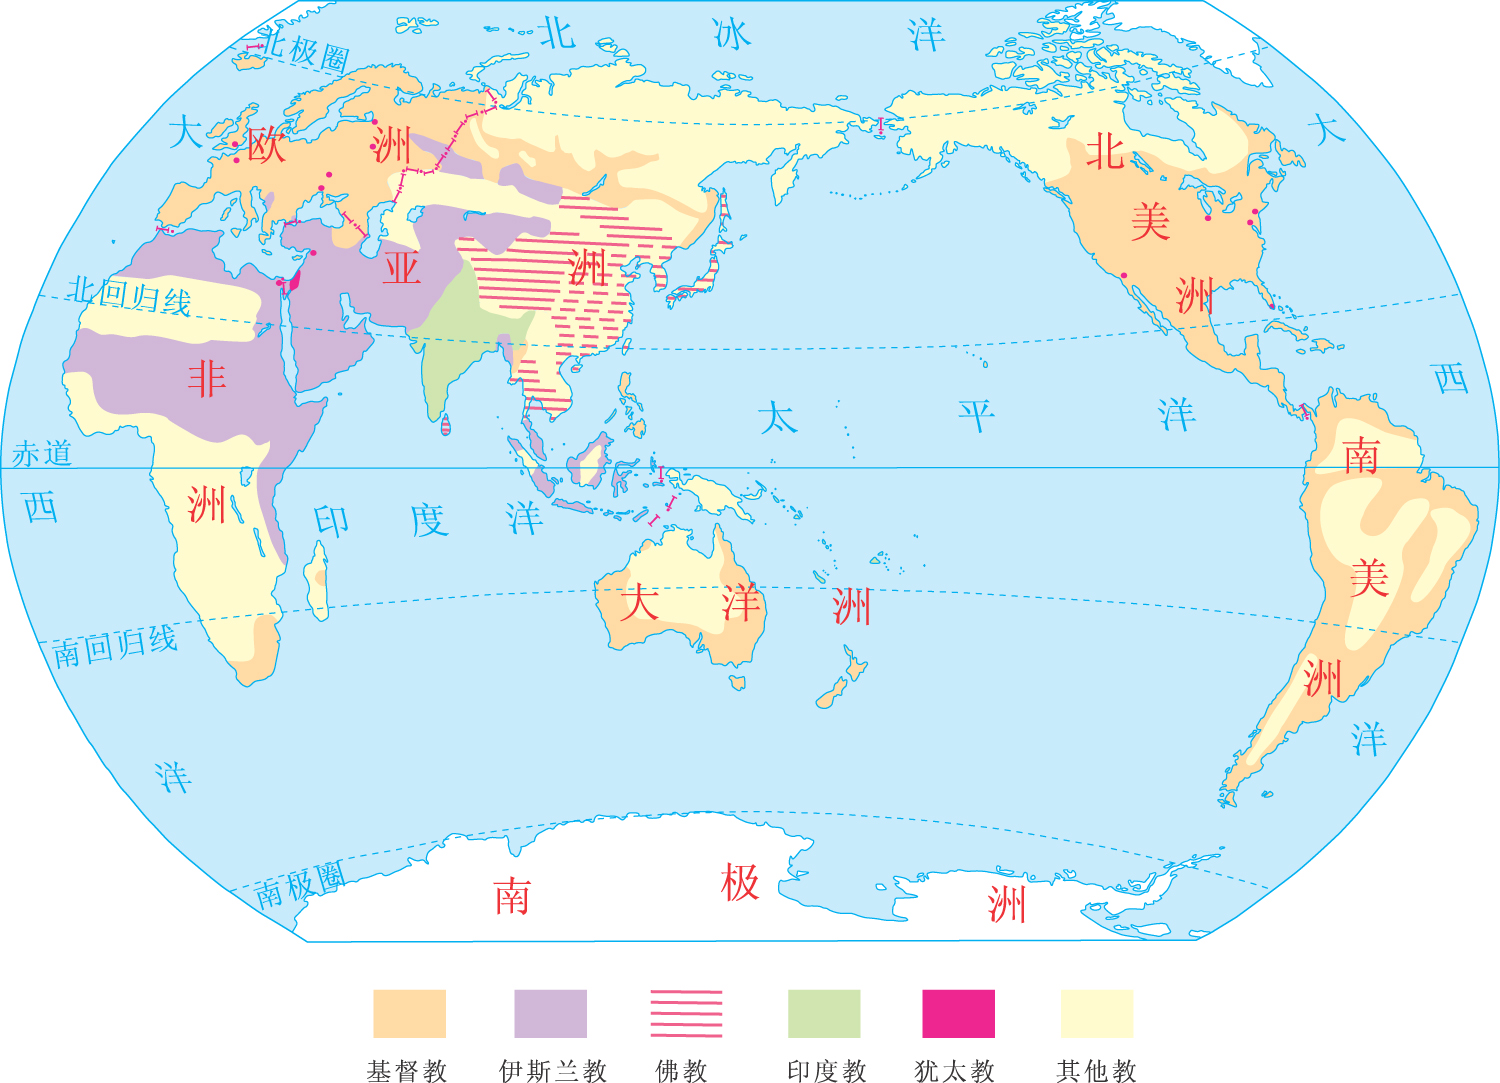 北冰洋
北极圈
大
欧洲
大
北
美
洲
亚洲
北回归线
非
洲
太平洋
西
赤道
西
印度洋
南
美
洲
大洋洲
南回归线
洋
洋
南极圈
南极洲
基督教 伊斯兰教 佛教 印度教 犹太教 其他教